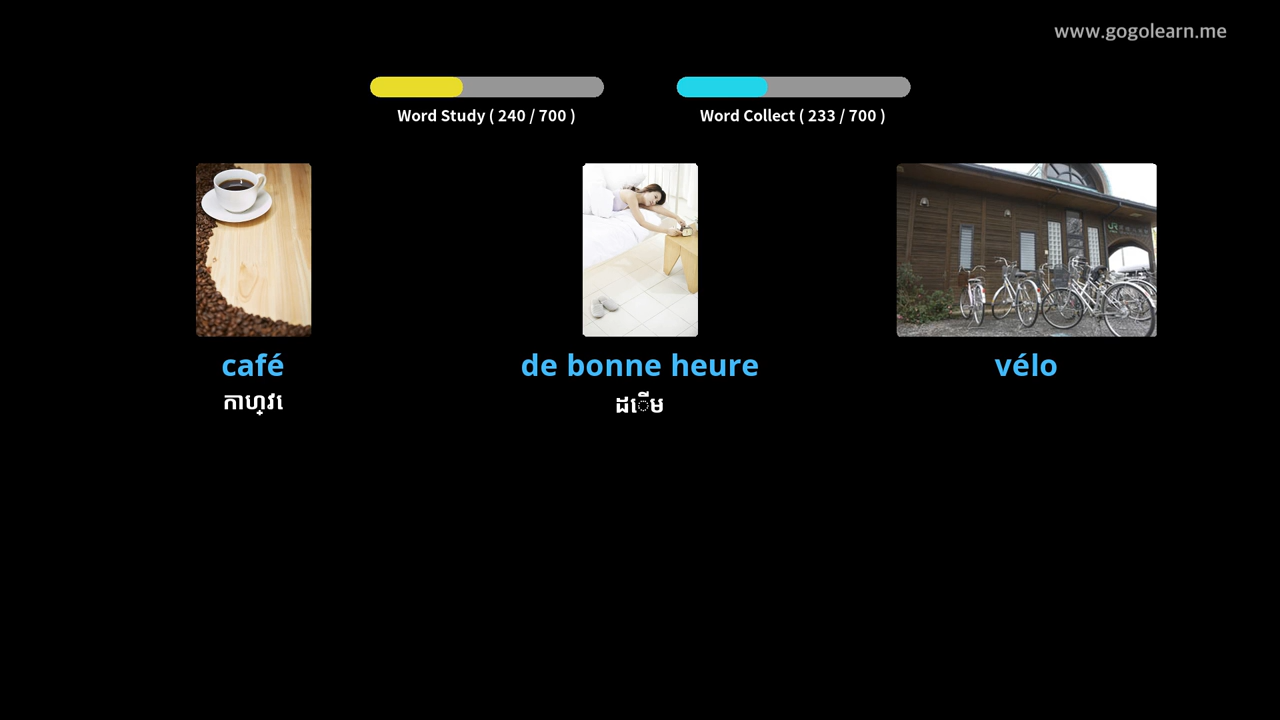 www.gogolearn.me
Word Study ( 240 / 700 )
Word Collect ( 233 / 700 )
café
de bonne heure
vélo
កាហ្វេ
ដើម
JR